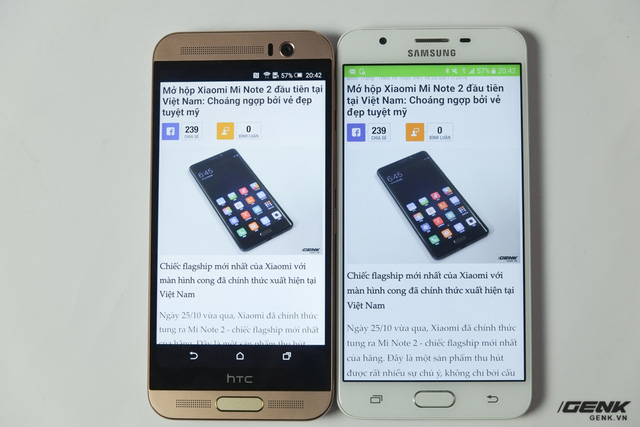 57% 20:42
Mở hộp Xiaomi Mi Note 2 đầu tiên tại
Việt Nam: Choáng ngợp bởi vẻ đẹp
tuyệt mỹ
239
CHIA SẺ
0
BÌNH LUẬN
6:45
GENK
Chiếc flagship mới nhất của Xiaomi với
màn hình cong đã chính thức xuất hiện tại
Việt Nam
Ngày 25/10 vừa qua, Xiaomi đã chính thức
tung ra Mi Note 2 - chiếc flagship mới nhất
của hãng. Đây là một sản phẩm thu hút
hTC
SAMSUNG
57% 20:42
Mở hộp Xiaomi Mi Note 2 đầu tiên
tại Việt Nam: Choáng ngợp bởi vẻ
đẹp tuyệt mỹ
239
CHIA SẺ
0
BÌNH LUẬN
6:45
GENK
Chiếc flagship mới nhất của Xiaomi với
màn hình cong đã chính thức xuất hiện tại
Việt Nam
Ngày 25/10 vừa qua, Xiaomi đã chính thức
tung ra Mi Note 2 - chiếc flagship mới nhất
của hãng. Đây là một sản phẩm thu hút
được rất nhiều sự chú ý, không chỉ bởi cấu
GENK
GENK.VN